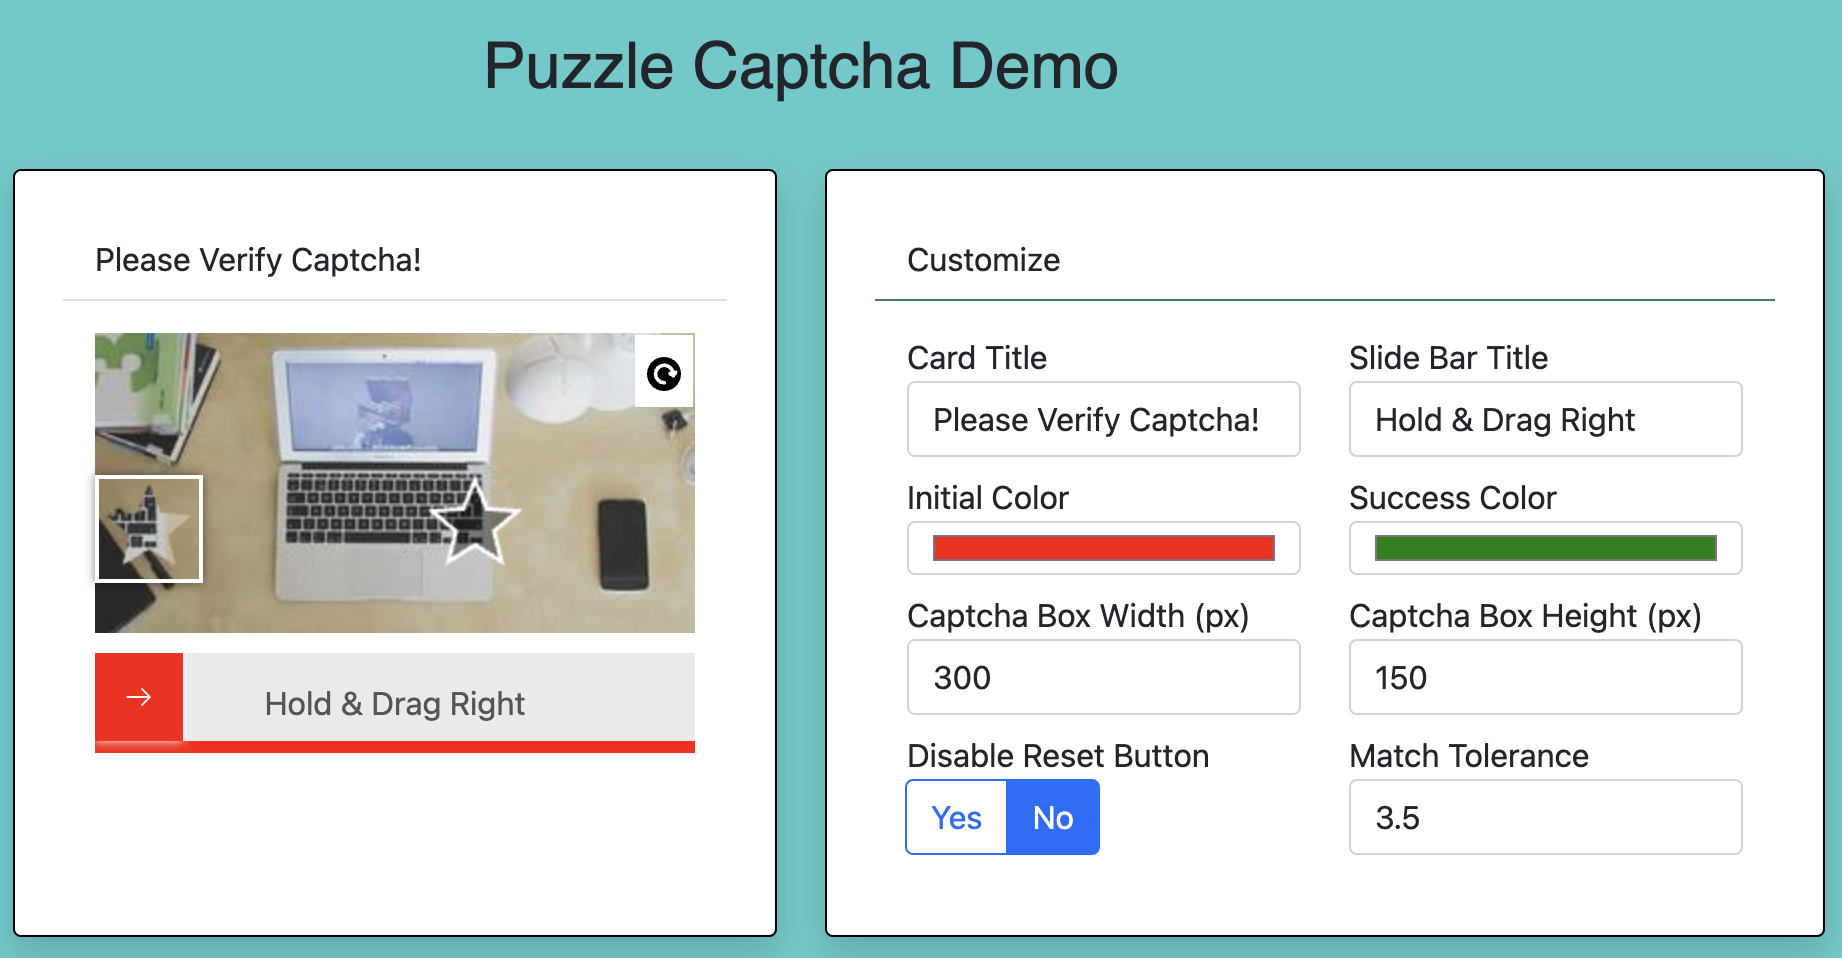 Puzzle Captcha Demo
Please Verify Captcha!
Hold & Drag Right
Customize
Card Title
Please Verify Captcha!
Slide Bar Title
Hold & Drag Right
Initial Color
Success Color
Captcha Box Width (px)
300
Captcha Box Height (px)
150
Disable Reset Button
Yes
No
Match Tolerance
3.5